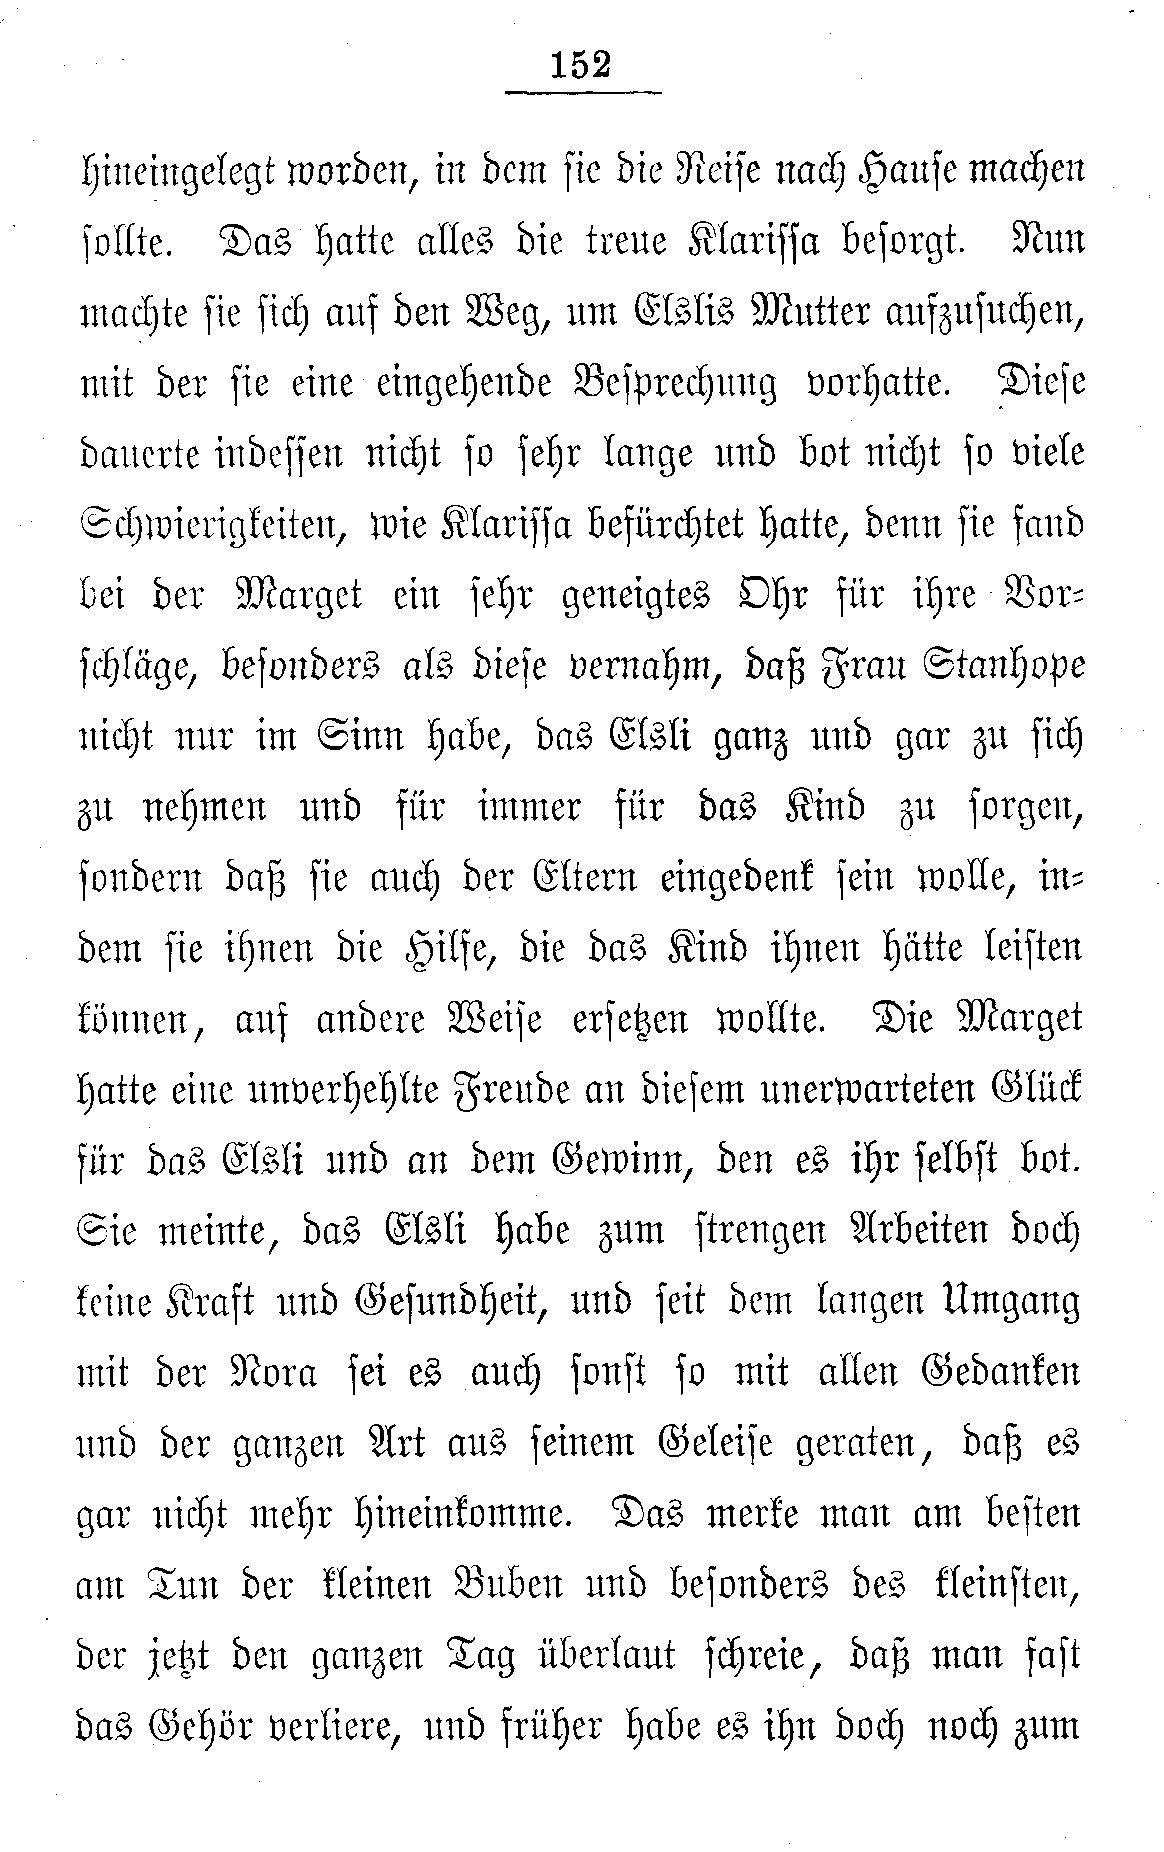 152
hineingelegt worden, in dem sie die Reise nach Hause machen
sollte. Das hatte alles die treue Klarissa besorgt. Nun
machte sie sich auf den Weg, um Elslis Mutter aufzusuchen,
mit der sie eine eingehende Besprechung vorhatte. Diese
dauerte indessen nicht so sehr lange und bot nicht so viele
Schwierigkeiten, wie Klarissa befürchtet hatte, denn sie fand
bei der Marget ein sehr geneigtes Ohr für ihre Vor-
schläge, besonders als diese vernahm, daß Frau Stanhope
nicht nur im Sinn habe, das Elsli ganz und gar zu sich
zu nehmen und für immer für das Kind zu sorgen,
sondern daß sie auch der Eltern eingedenk sein wolle, in-
dem sie ihnen die Hilfe, die das Kind ihnen hätte leisten
können, auf andere Weise ersetzen wollte. Die Marget
hatte eine unverhehlte Freude an diesem unerwarteten Glück
für das Elsli und an dem Gewinn, den es ihr selbst bot.
Sie meinte, das Elsli habe zum strengen Arbeiten doch
keine Kraft und Gesundheit, und seit dem langen Umgang
mit der Nora sei es auch sonst so mit allen Gedanken
und der ganzen Art aus seinem Geleise geraten, daß es
gar nicht mehr hineinkomme. Das merke man am besten
am Tun der kleinen Buben und besonders des kleinsten,
der jetzt den ganzen Tag überlaut schreie, daß man fast
das Gehör verliere, und früher habe es ihn doch noch zum